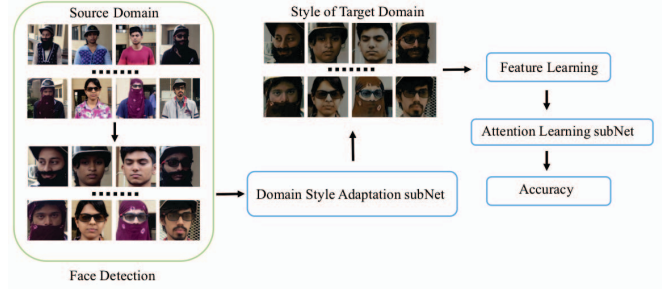 Source Domain
Face Detection
Domain Style Adaptation subNet
Style of Target Domain
Feature Learning
Attention Learning subNet
Accuracy